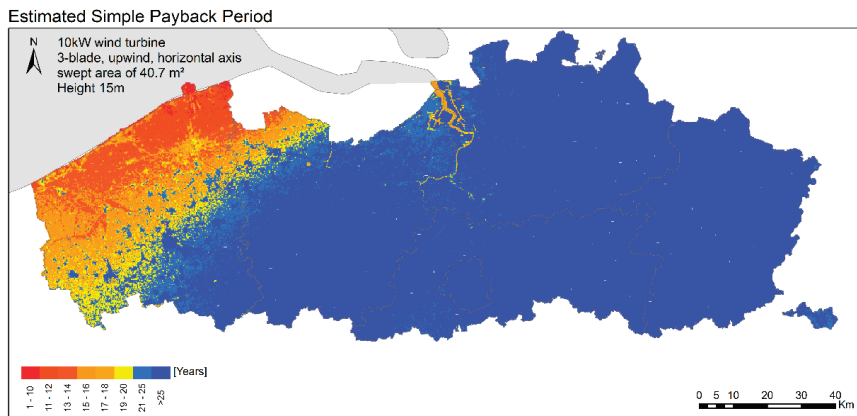 Estimated Simple Payback Period
N
10kW wind turbine
3-blade, upwind, horizontal axis
swept area of 40.7 m²
Height 15m
[Years]
1 - 10
11 - 12
13 - 14
15 - 16
17 - 18
19 - 20
21 - 25
>25
0 5 10 20 30 40
Km